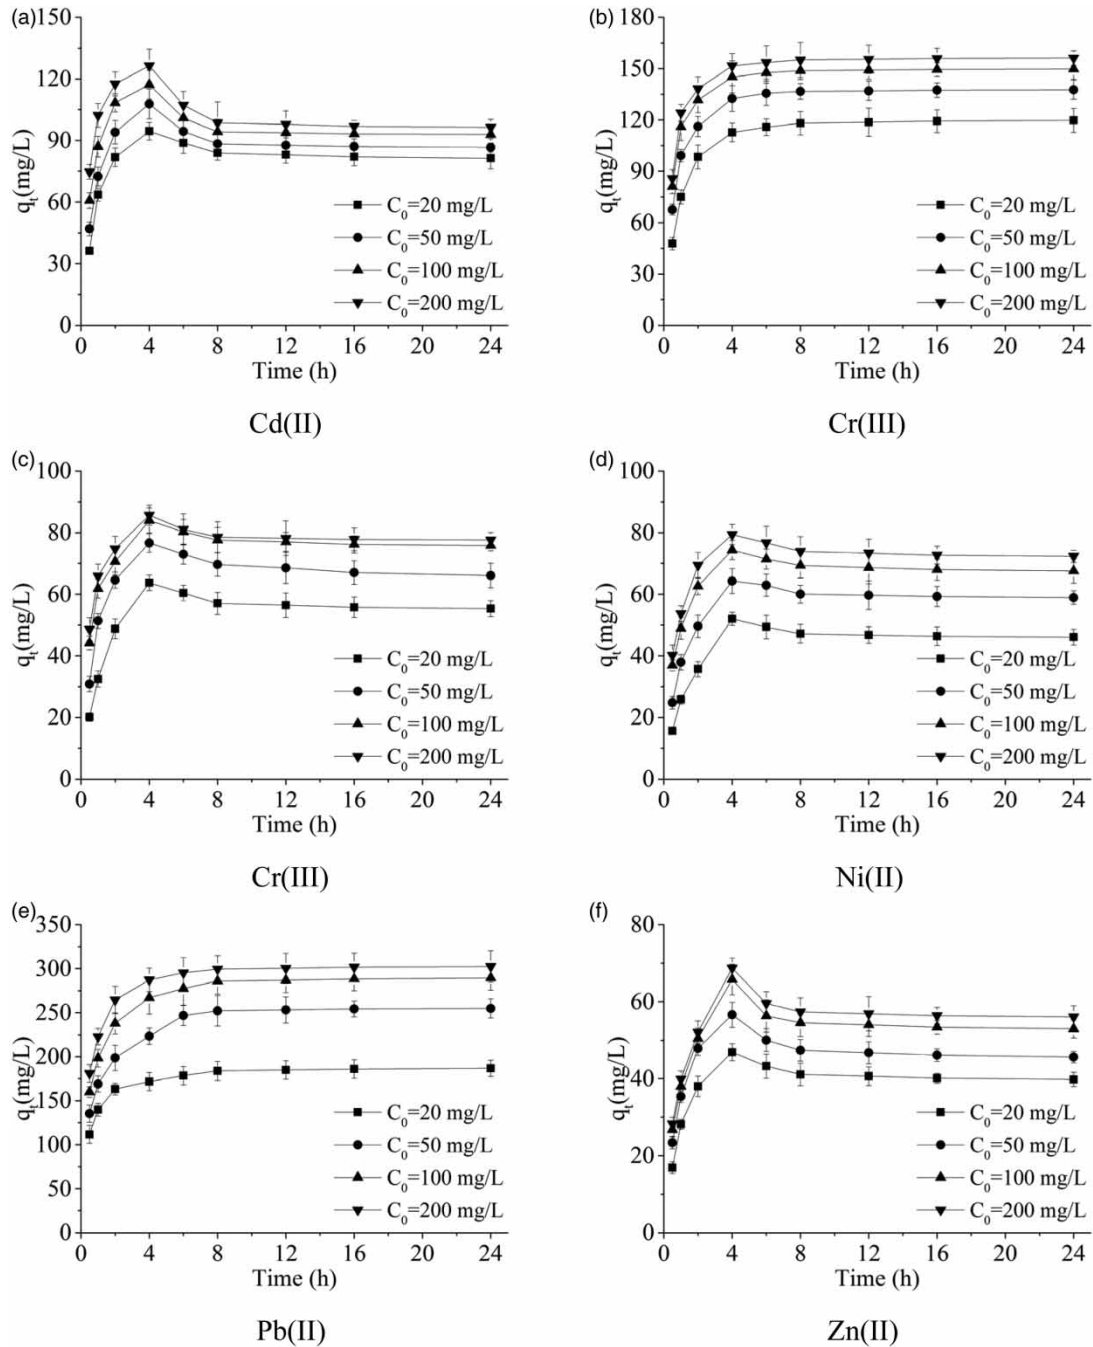 (a)
150
120
90
60
30
0
q_t(mg/L)
C_0=20 mg/L
C_0=50 mg/L
C_0=100 mg/L
C_0=200 mg/L
0 4 8 12 16 20 24
Time (h)
Cd(II)
(b)
180
150
120
90
60
30
0
q_t(mg/L)
C_0=20 mg/L
C_0=50 mg/L
C_0=100 mg/L
C_0=200 mg/L
0 4 8 12 16 20 24
Time (h)
Cr(III)
(c)
100
80
60
40
20
0
q_t(mg/L)
C_0=20 mg/L
C_0=50 mg/L
C_0=100 mg/L
C_0=200 mg/L
0 4 8 12 16 20 24
Time (h)
Cr(III)
(d)
100
80
60
40
20
0
q_t(mg/L)
C_0=20 mg/L
C_0=50 mg/L
C_0=100 mg/L
C_0=200 mg/L
0 4 8 12 16 20 24
Time (h)
Ni(II)
(e)
350
300
250
200
150
100
50
0
q_t(mg/L)
C_0=20 mg/L
C_0=50 mg/L
C_0=100 mg/L
C_0=200 mg/L
0 4 8 12 16 20 24
Time (h)
Pb(II)
(f)
80
60
40
20
0
q_t(mg/L)
C_0=20 mg/L
C_0=50 mg/L
C_0=100 mg/L
C_0=200 mg/L
0 4 8 12 16 20 24
Time (h)
Zn(II)